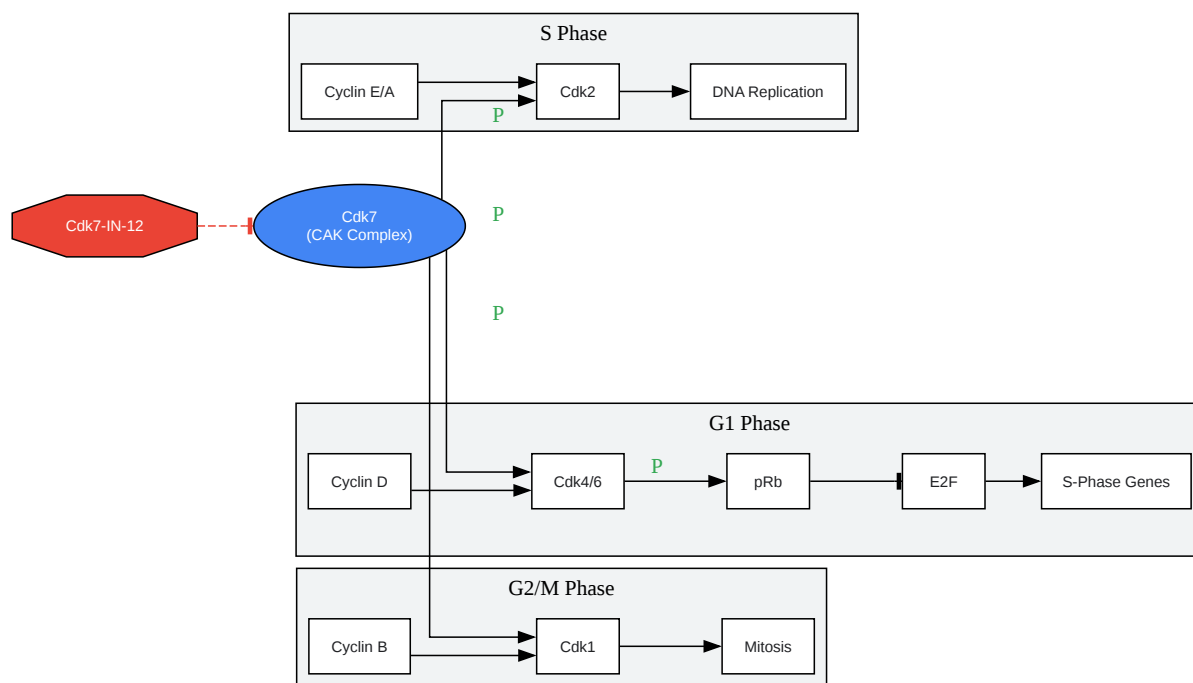 S Phase
Cyclin E/A
Cdk2
DNA Replication
P
Cdk7-IN-12
Cdk7
(CAK Complex)
P
P
G1 Phase
Cyclin D
Cdk4/6
P
pRb
E2F
S-Phase Genes
G2/M Phase
Cyclin B
Cdk1
Mitosis